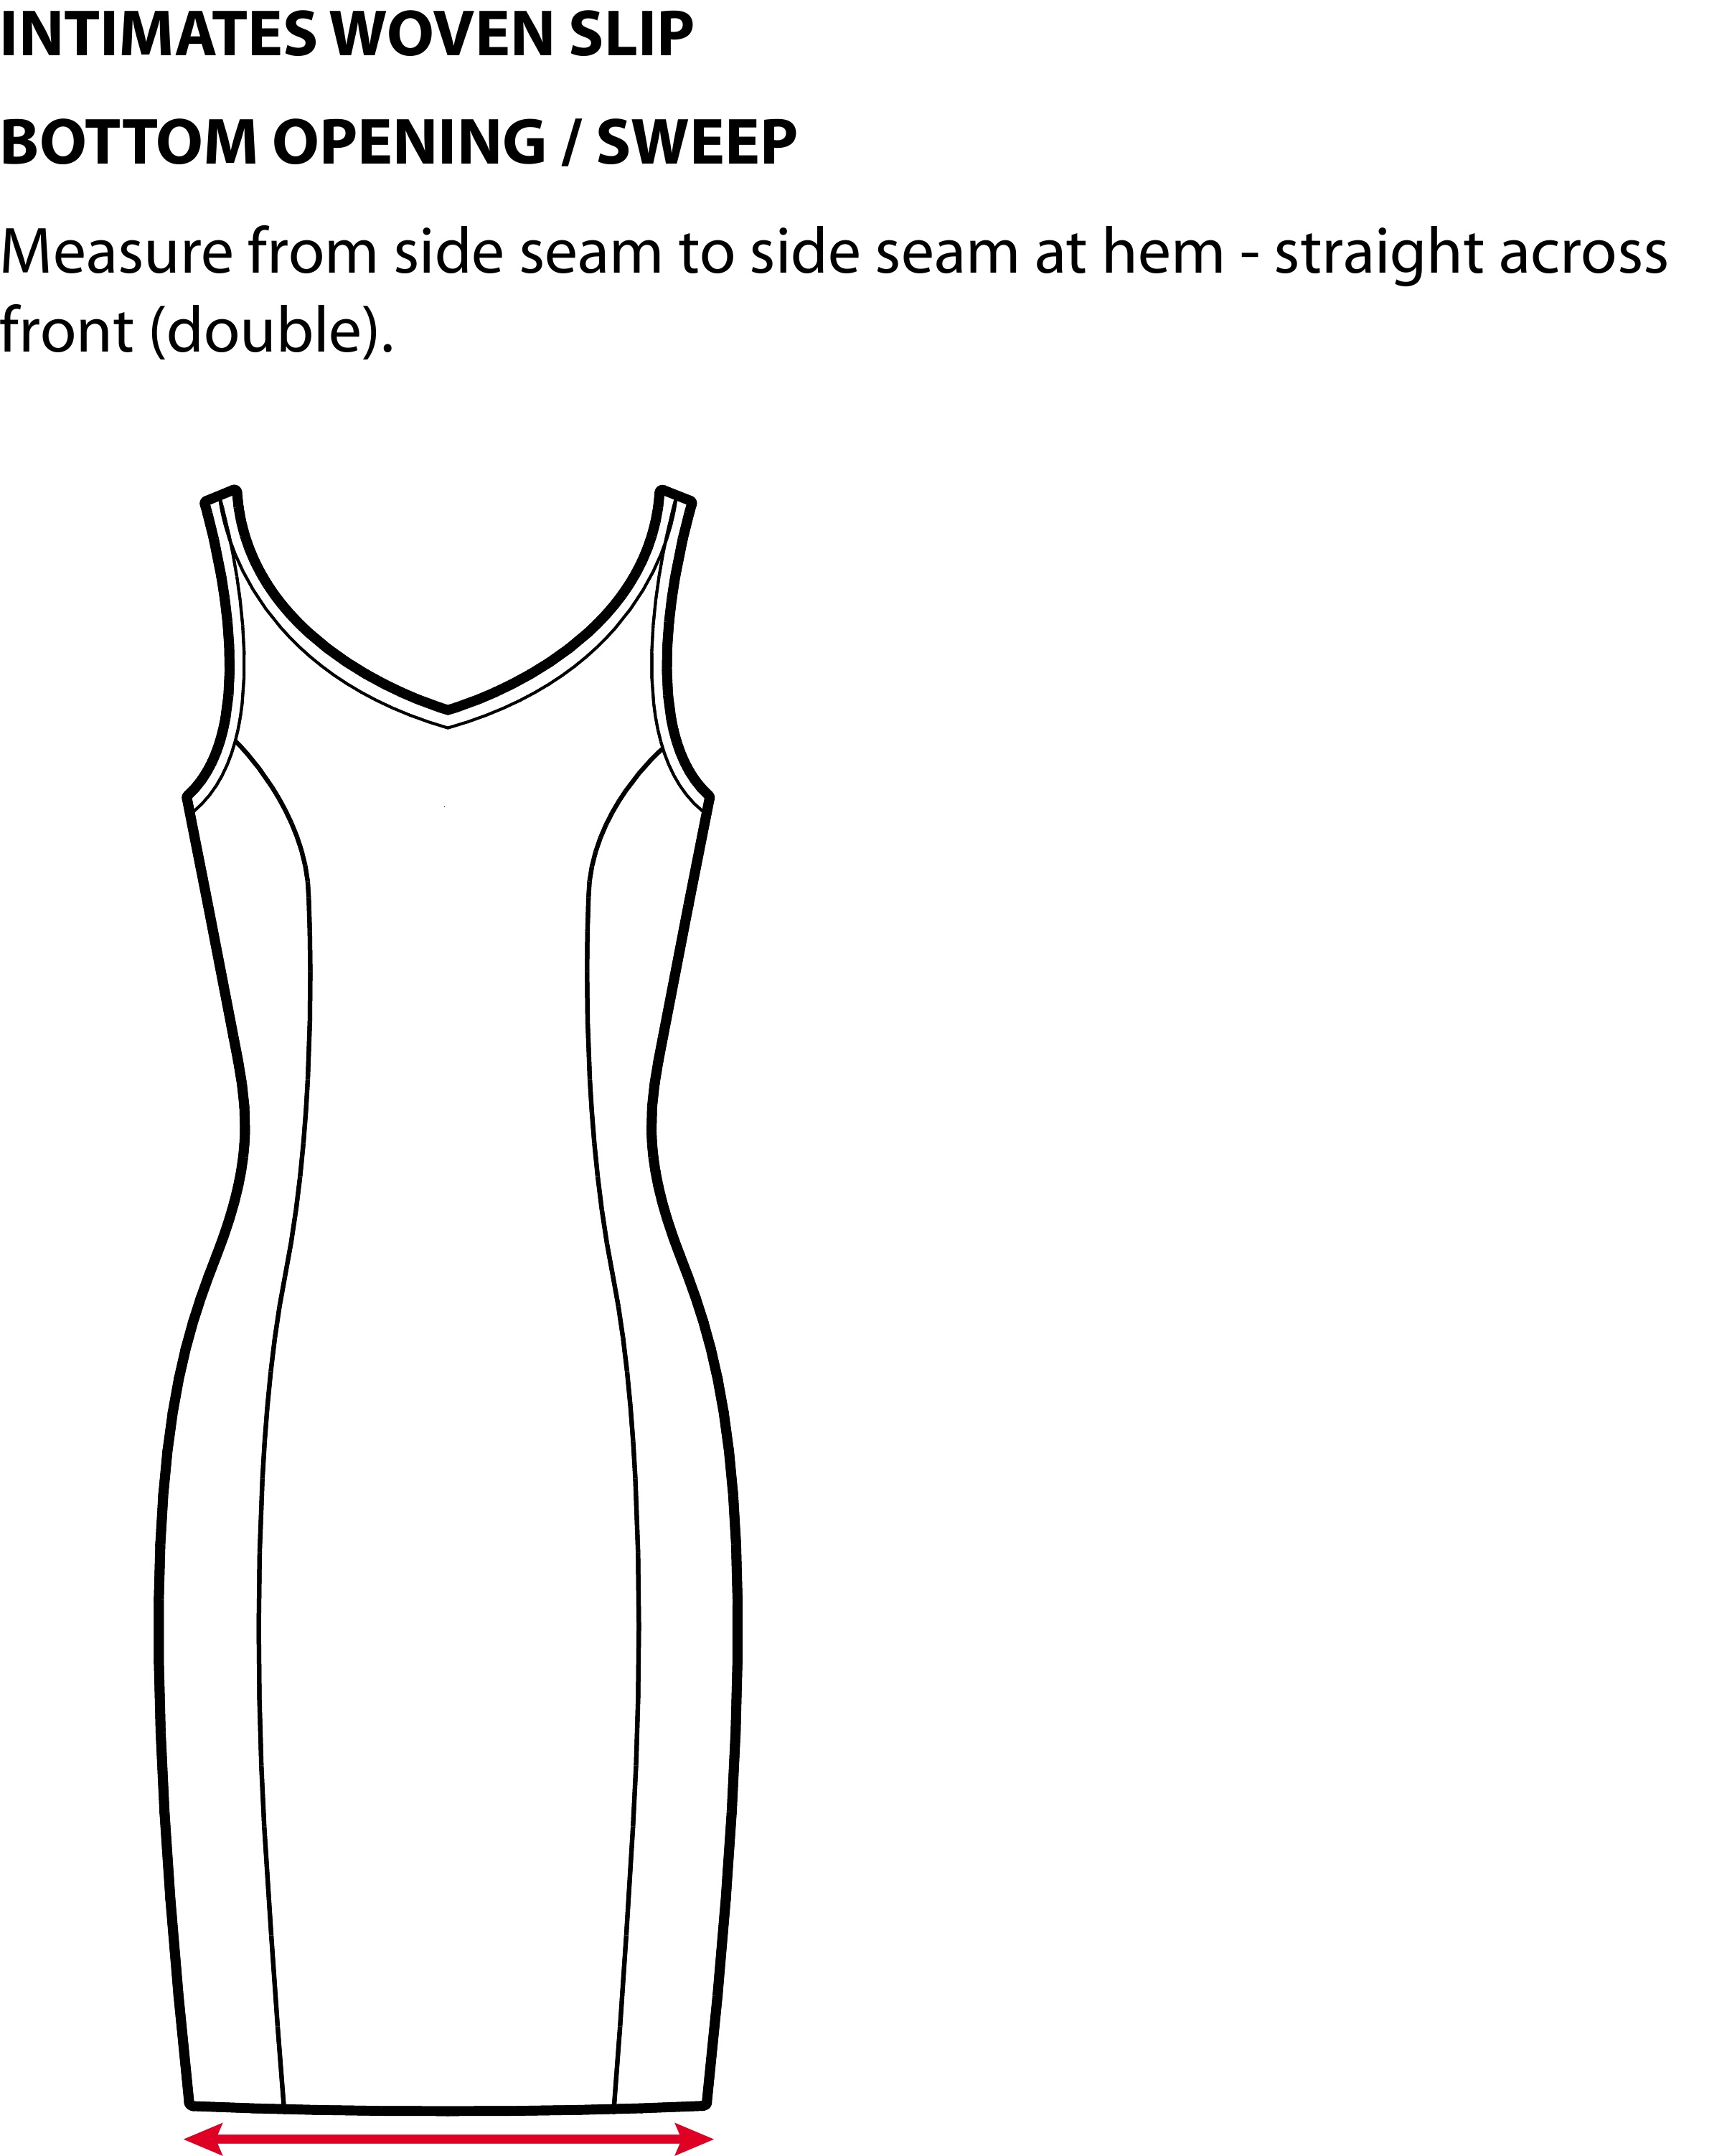 INTIMATES WOVEN SLIP
BOTTOM OPENING / SWEEP
Measure from side seam to side seam at hem - straight across
front (double).